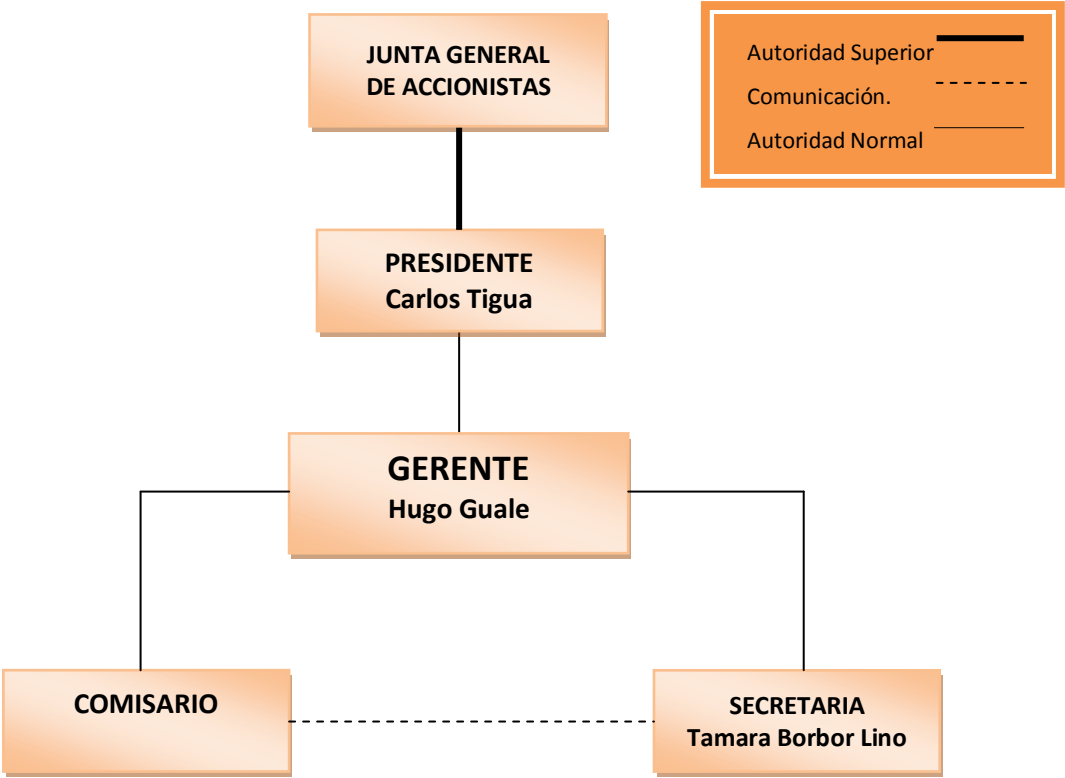 JUNTA GENERAL
DE ACCIONISTAS
Autoridad Superior
Comunicación.
Autoridad Normal
PRESIDENTE
Carlos Tigua
GERENTE
Hugo Guale
COMISARIO
SECRETARIA
Tamara Borbor Lino